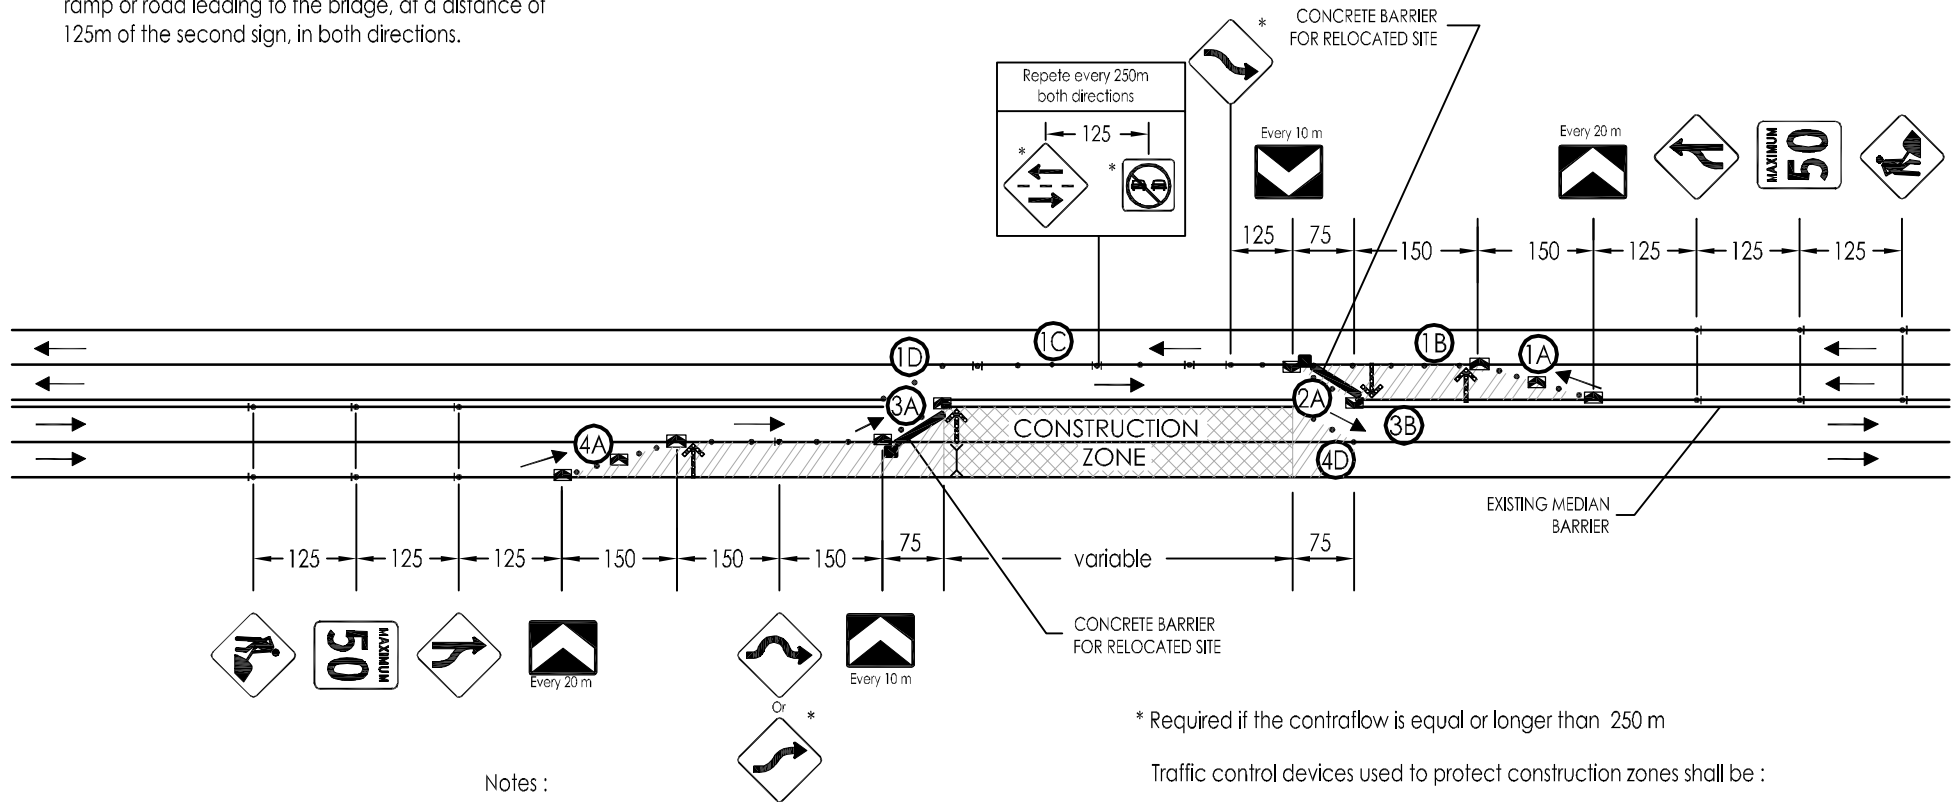 ramp or road leading to the bridge, at a distance of
125m of the second sign, in both directions.
CONCRETE BARRIER
FOR RELOCATED SITE
*
Repete every 250m
both directions
125
*
*
Every 10 m
Every 20 m
MAXIMUM
50
125
75
150
150
125
125
125
1C
1D
1B
1A
3A
2A
3B
CONSTRUCTION
ZONE
4A
4D
EXISTING MEDIAN
BARRIER
125
125
125
150
150
150
75
variable
75
CONCRETE BARRIER
FOR RELOCATED SITE
MAXIMUM
50
Every 20 m
Every 10 m
Or
*
* Required if the contraflow is equal or longer than 250 m
Traffic control devices used to protect construction zones shall be :
Notes :